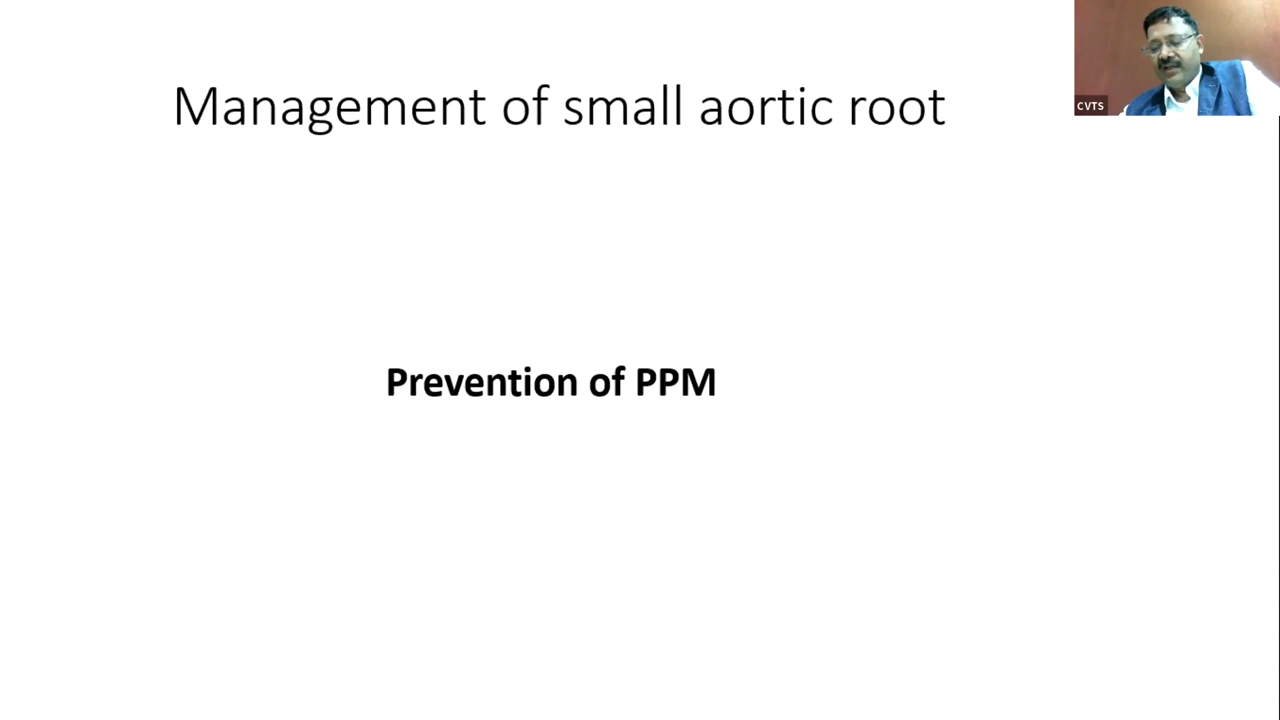 Management of small aortic root
CVTS
Prevention of PPM